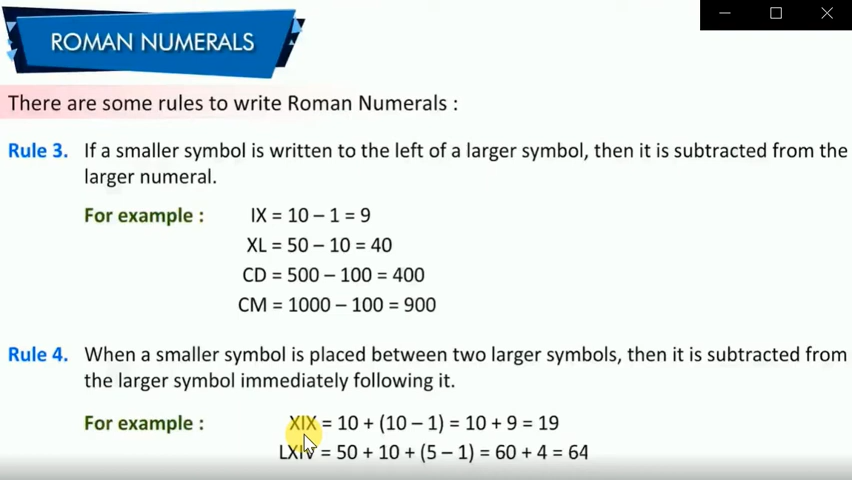 ROMAN NUMERALS
There are some rules to write Roman Numerals :
Rule 3. If a smaller symbol is written to the left of a larger symbol, then it is subtracted from the
larger numeral.
For example : IX = 10 – 1 = 9
XL = 50 – 10 = 40
CD = 500 – 100 = 400
CM = 1000 – 100 = 900
Rule 4. When a smaller symbol is placed between two larger symbols, then it is subtracted from
the larger symbol immediately following it.
For example : XIX = 10 + (10 – 1) = 10 + 9 = 19
LXIV = 50 + 10 + (5 – 1) = 60 + 4 = 64